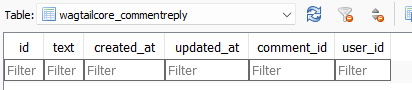 Table: wagtailcore_commentreply
id text created_at updated_at comment_id user_id
Filter Filter Filter Filter Filter Filter